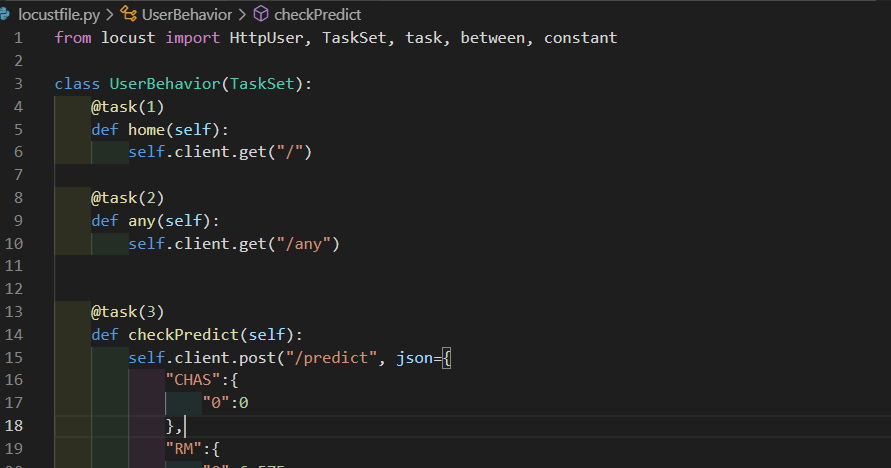 locustfile.py > UserBehavior > checkPredict
1 from locust import HttpUser, TaskSet, task, between, constant
2
3 class UserBehavior(TaskSet):
4     @task(1)
5     def home(self):
6         self.client.get("/")
7
8     @task(2)
9     def any(self):
10         self.client.get("/any")
11
12
13     @task(3)
14     def checkPredict(self):
15         self.client.post("/predict", json={
16             "CHAS":{
17                 "0":0
18             },
19             "RM":{